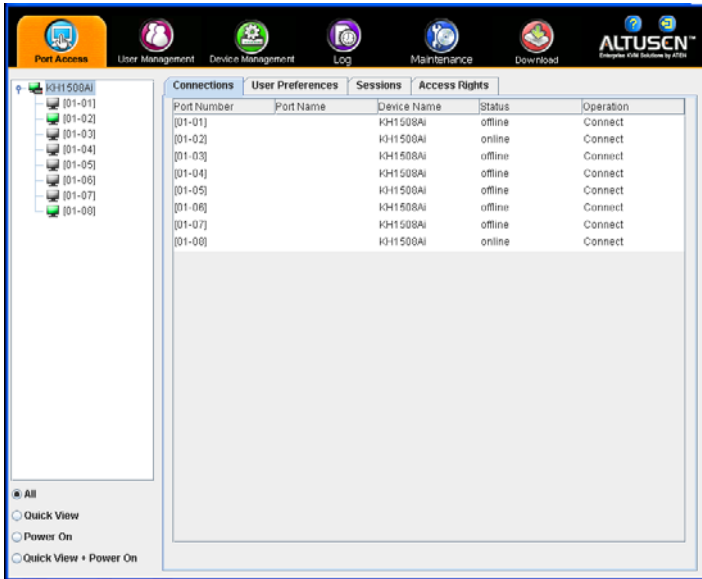 Port Access User Management Device Management Log Maintenance Download
ALTUSEN™
Enterprise KVM Solutions by ATEN
KH1508Ai
[01-01]
[01-02]
[01-03]
[01-04]
[01-05]
[01-06]
[01-07]
[01-08]
Connections User Preferences Sessions Access Rights
Port Number Port Name Device Name Status Operation
[01-01] KH1508Ai offline Connect
[01-02] KH1508Ai online Connect
[01-03] KH1508Ai offline Connect
[01-04] KH1508Ai offline Connect
[01-05] KH1508Ai offline Connect
[01-06] KH1508Ai offline Connect
[01-07] KH1508Ai offline Connect
[01-08] KH1508Ai online Connect
All
Quick View
Power On
Quick View + Power On